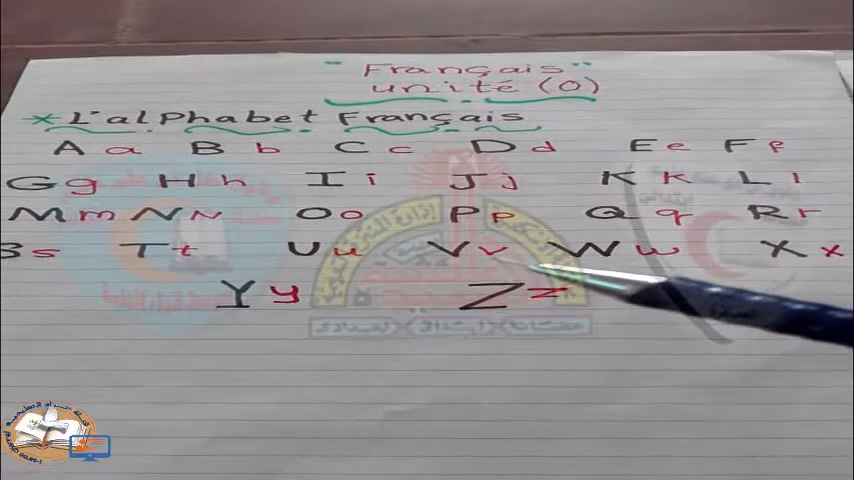 "Français"
unité (0)
* L'alPhabet Français
A a B b C c D d E e F f
G g H h I i J j K k L l
M m N n O o P p Q q R r
S s T t U u V v W w X x
Y y Z z